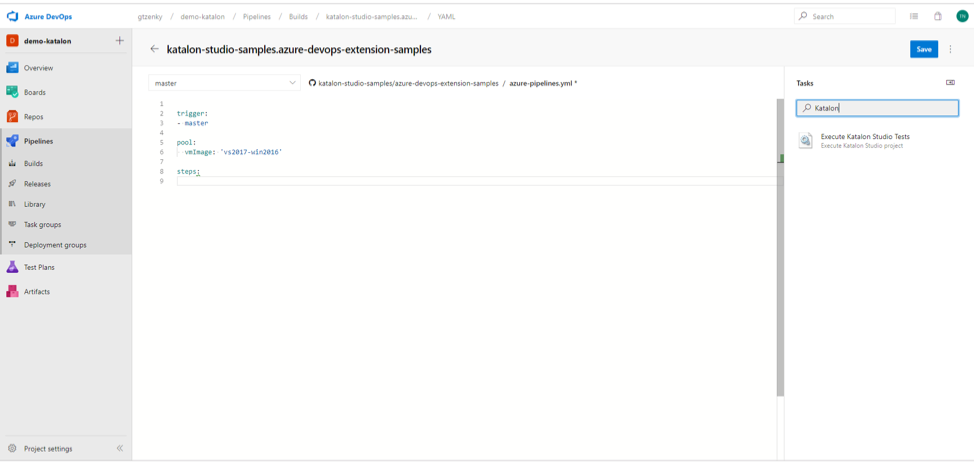 Azure DevOps
gtzenky / demo-katalon / Pipelines / Builds / katalon-studio-samples.azu... / YAML
Search
D demo-katalon +
Overview
Boards
Repos
Pipelines
Builds
Releases
Library
Task groups
Deployment groups
Test Plans
Artifacts
Project settings
katalon-studio-samples.azure-devops-extension-samples
Save
master
katalon-studio-samples/azure-devops-extension-samples / azure-pipelines.yml *
1
2 trigger:
3 - master
4
5 pool:
6 vmImage: 'vs2017-win2016'
7
8 steps:
9
Tasks
Katalon
Execute Katalon Studio Tests
Execute Katalon Studio project